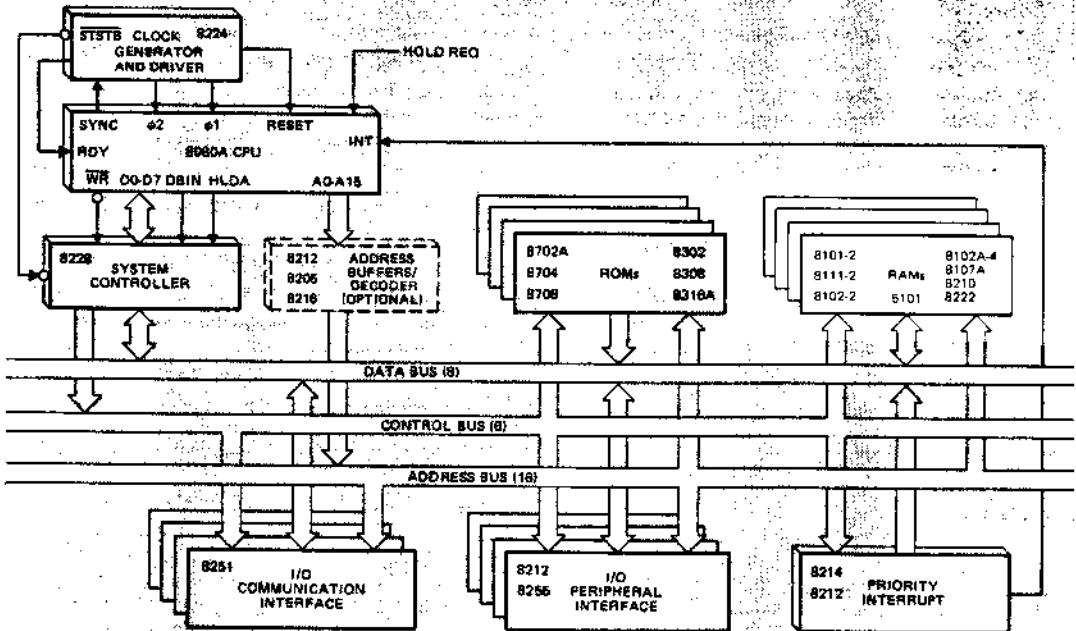 STSTB CLOCK 8224
GENERATOR
AND DRIVER
HOLD REQ
SYNC φ2 φ1 RESET
INT
RDY 8080A CPU
WR D0-D7 DBIN HLDA A0-A15
8228
SYSTEM
CONTROLLER
8212 ADDRESS
8205 BUFFERS/
8216 DECODER
(OPTIONAL)
8702A 8302
8704 ROMs 8308
8708 8316A
8101-2 8102A-4
8111-2 RAMs 8107A
8102-2 5101 8210
8222
DATA BUS (8)
CONTROL BUS (6)
ADDRESS BUS (16)
8251 I/O
COMMUNICATION
INTERFACE
8212 I/O
8255 PERIPHERAL
INTERFACE
8214 PRIORITY
8212 INTERRUPT